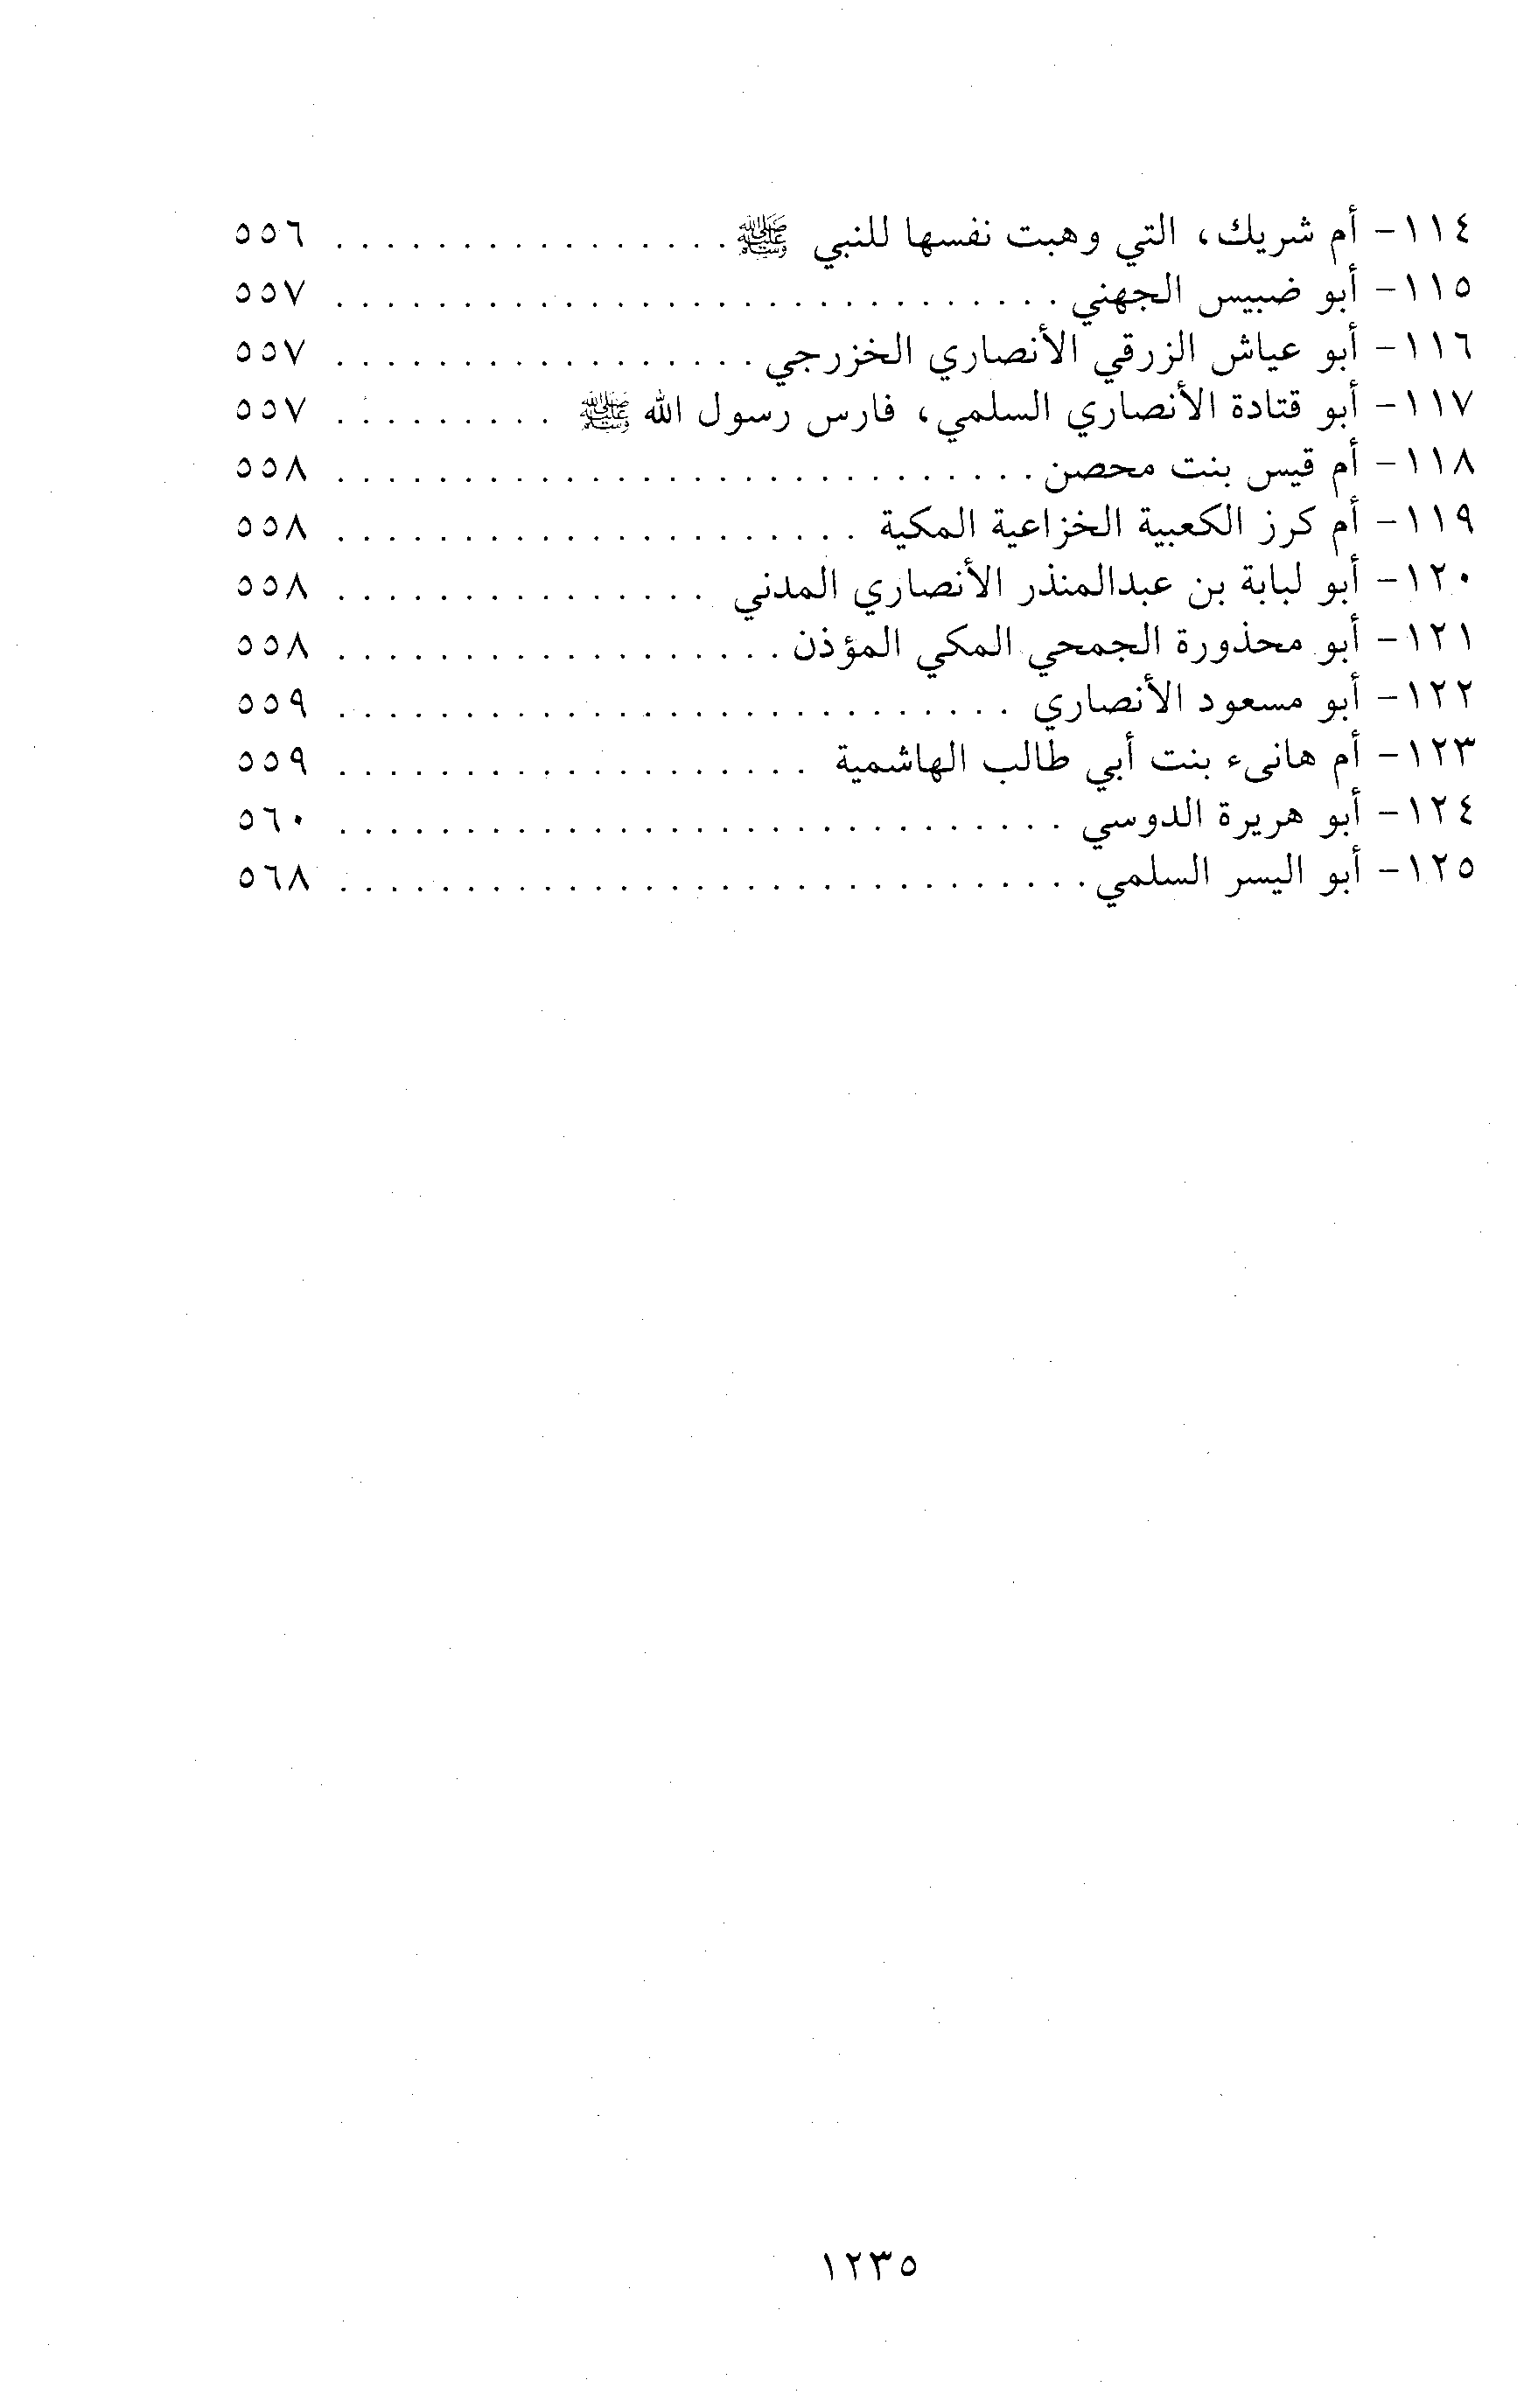 ١١٤- أم شريك، التي وهبت نفسها للنبي ﷺ . . . . . . . . . . . . . . . . ٥٥٦
١١٥- أبو ضبيس الجهني . . . . . . . . . . . . . . . . . . . . . . . . . . . . . ٥٥٧
١١٦- أبو عياش الزرقي الأنصاري الخزرجي . . . . . . . . . . . . . . . . . ٥٥٧
١١٧- أبو قتادة الأنصاري السلمي، فارس رسول الله ﷺ . . . . . . . . . ٥٥٧
١١٨- أم قيس بنت محصن . . . . . . . . . . . . . . . . . . . . . . . . . . . . ٥٥٨
١١٩- أم كرز الكعبية الخزاعية المكية . . . . . . . . . . . . . . . . . . . . . ٥٥٨
١٢٠- أبو لبابة بن عبدالمنذر الأنصاري المدني . . . . . . . . . . . . . . . ٥٥٨
١٢١- أبو محذورة الجمحي المكي المؤذن . . . . . . . . . . . . . . . . . . ٥٥٨
١٢٢- أبو مسعود الأنصاري . . . . . . . . . . . . . . . . . . . . . . . . . . . ٥٥٩
١٢٣- أم هانىء بنت أبي طالب الهاشمية . . . . . . . . . . . . . . . . . . . ٥٥٩
١٢٤- أبو هريرة الدوسي . . . . . . . . . . . . . . . . . . . . . . . . . . . . . ٥٦٠
١٢٥- أبو اليسر السلمي . . . . . . . . . . . . . . . . . . . . . . . . . . . . . . ٥٦٨
١٢٣٥